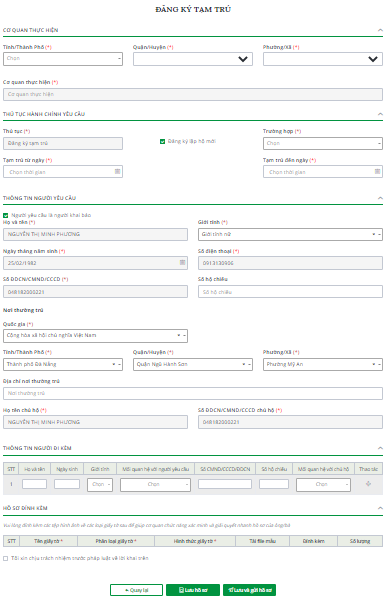 ĐĂNG KÝ TẠM TRÚ
CƠ QUAN THỰC HIỆN
Tỉnh/Thành Phố (*) Quận/Huyện (*) Phường/Xã (*)
Chọn
Cơ quan thực hiện (*)
Cơ quan thực hiện
THỦ TỤC HÀNH CHÍNH YÊU CẦU
Thủ tục (*) Trường hợp (*)
Đăng ký tạm trú Đăng ký lập hộ mới Chọn
Tạm trú từ ngày (*) Tạm trú đến ngày (*)
Chọn thời gian Chọn thời gian
THÔNG TIN NGƯỜI YÊU CẦU
Người yêu cầu là người khai báo
Họ và tên (*) Giới tính (*)
NGUYỄN THỊ MINH PHƯƠNG Giới tính nữ
Ngày tháng năm sinh (*) Số điện thoại (*)
25/02/1982 0913130906
Số ĐDCN/CMND/CCCD (*) Số hộ chiếu
048182000221 Số hộ chiếu
Nơi thường trú
Quốc gia (*)
Cộng hòa xã hội chủ nghĩa Việt Nam
Tỉnh/Thành Phố (*) Quận/Huyện (*) Phường/Xã (*)
Thành phố Đà Nẵng Quận Ngũ Hành Sơn Phường Mỹ An
Địa chỉ nơi thường trú
Nơi thường trú
Họ tên chủ hộ (*) Số ĐDCN/CMND/CCCD chủ hộ (*)
NGUYỄN THỊ MINH PHƯƠNG 048182000221
THÔNG TIN NGƯỜI ĐI KÈM
STT Họ và tên Ngày sinh Giới tính Mối quan hệ với người yêu cầu Số CMND/CCCD/ĐDCN Số hộ chiếu Mối quan hệ với chủ hộ Thao tác
1 Chọn Chọn Chọn
HỒ SƠ ĐÍNH KÈM
Vui lòng đính kèm các tệp hình ảnh về các loại giấy tờ sau để giúp cơ quan chức năng xác minh và giải quyết nhanh hồ sơ của ông/bà
STT Tên giấy tờ * Phân loại giấy tờ * Hình thức giấy tờ * Tải file mẫu Đính kèm Số lượng
Tôi xin chịu trách nhiệm trước pháp luật về lời khai trên
Quay lại Lưu hồ sơ Lưu và gửi hồ sơ